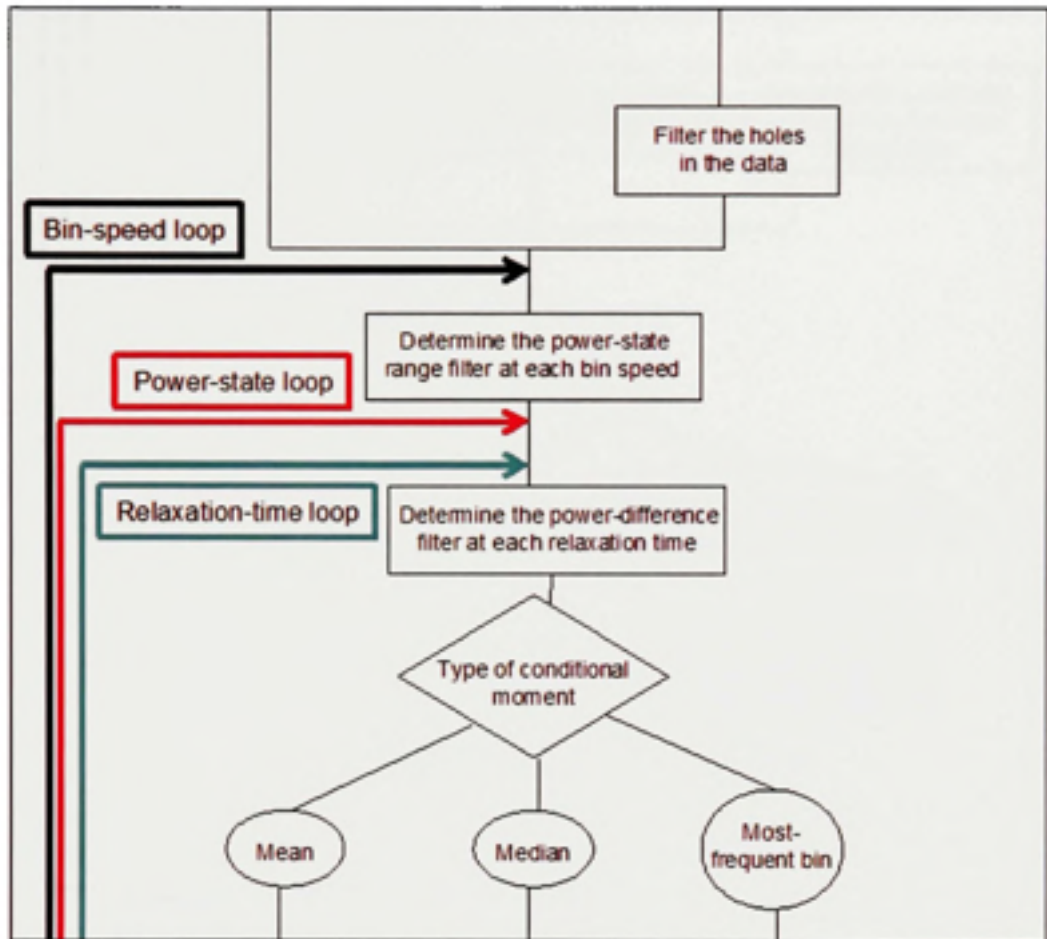 Filter the holes
in the data
Bin-speed loop
Determine the power-state
range filter at each bin speed
Power-state loop
Relaxation-time loop
Determine the power-difference
filter at each relaxation time
Type of conditional
moment
Mean
Median
Most-
frequent bin